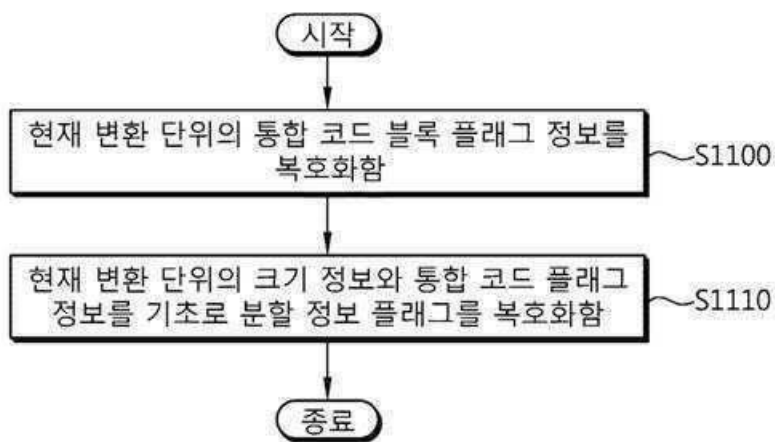 시작
현재 변환 단위의 통합 코드 블록 플래그 정보를
복호화함
S1100
현재 변환 단위의 크기 정보와 통합 코드 플래그
정보를 기초로 분할 정보 플래그를 복호화함
S1110
종료